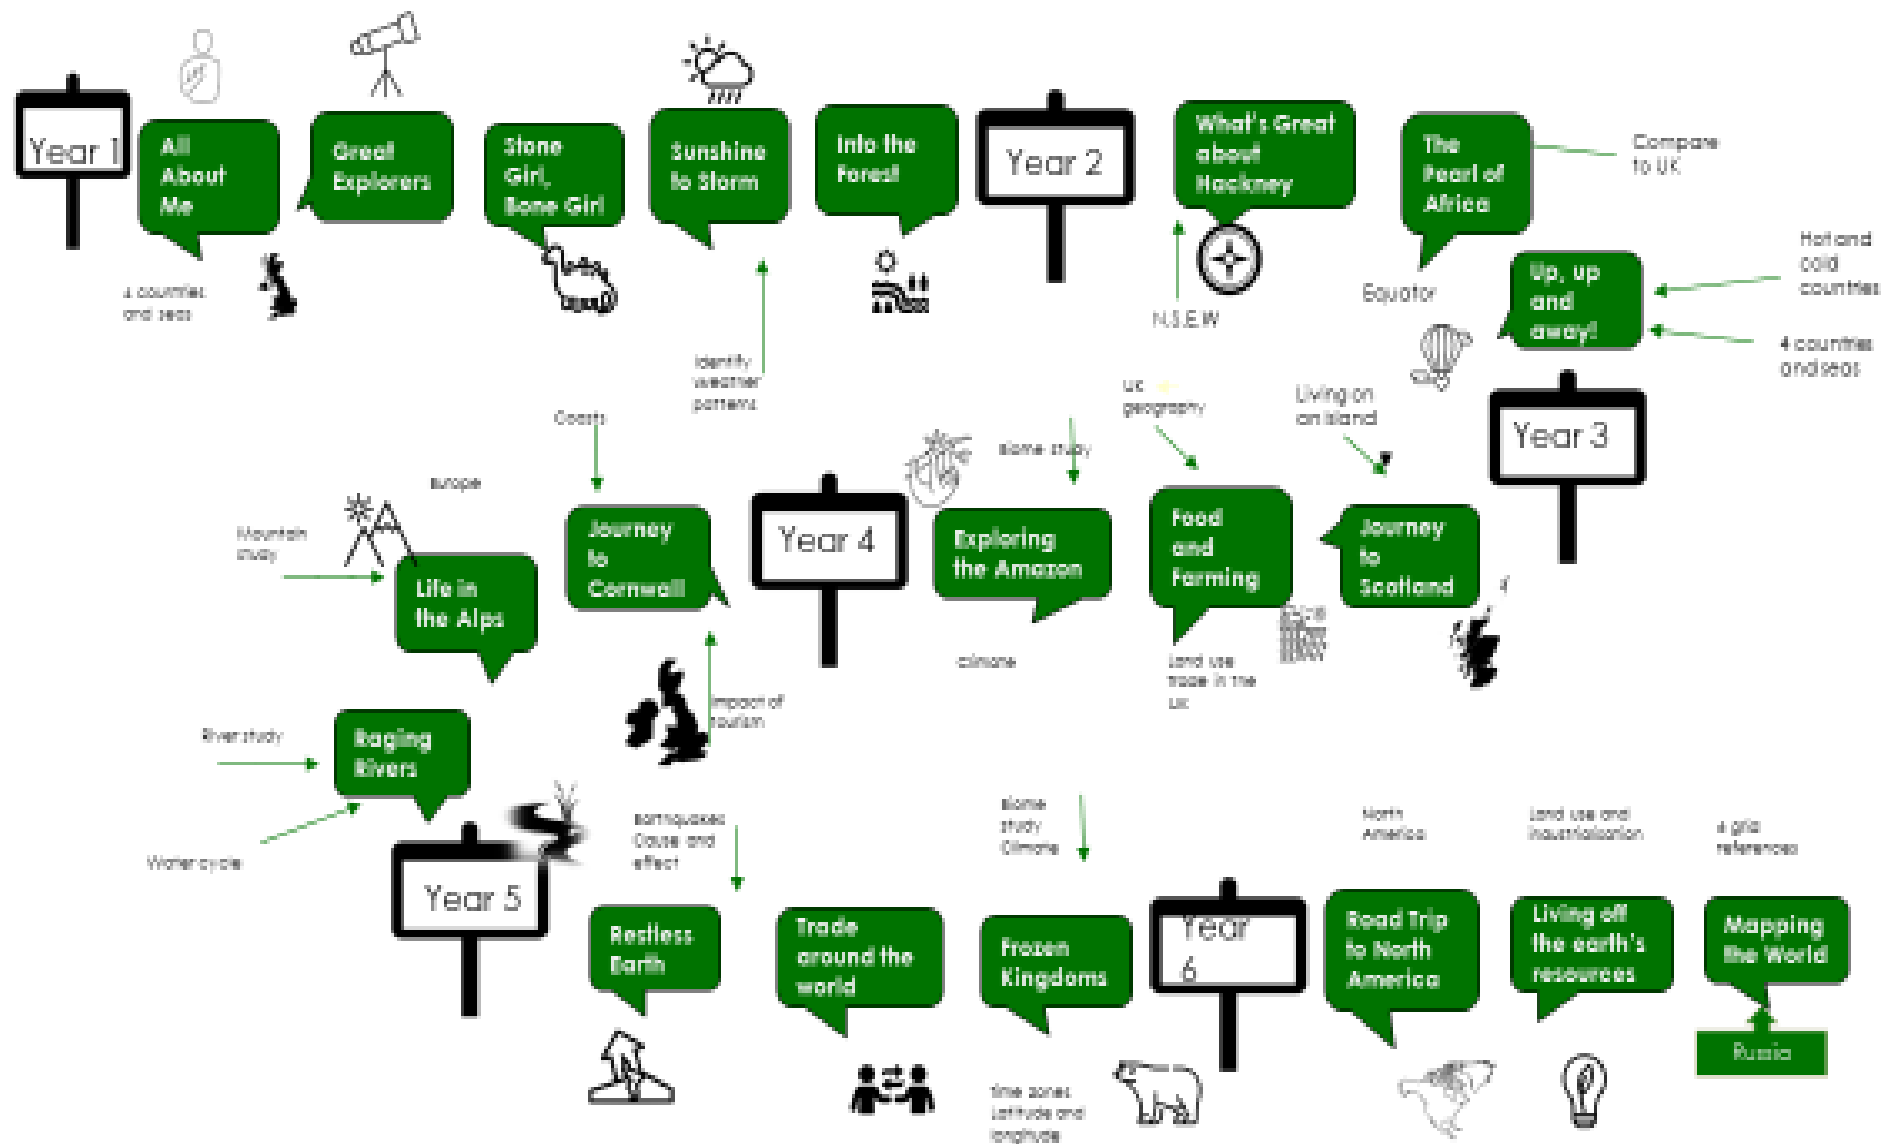 Year 1
All
About
Me
4 countries
and seas
Great
Explorers
Stone
Girl,
Bone Girl
Sunshine
to Storm
Identify
weather
patterns
Into the
Forest
Year 2
What's Great
about
Hackney
N.S.E.W
The
Pearl of
Africa
Compare
to UK
Equator
Up, up
and
away!
Hot and
cold
countries
4 countries
and seas
Year 3
Living on
an island
Journey
to
Scotland
UK
geography
Food
and
Farming
Land use
Trade in the
UK
Biome study
Exploring
the Amazon
Climate
Year 4
Coasts
Journey
to
Cornwall
Impact of
tourism
Europe
Mountain
study
Life in
the Alps
River study
Raging
Rivers
Water cycle
Year 5
Earthquakes
Cause and
effect
Restless
Earth
Trade
around the
world
Biome
study
Climate
Frozen
Kingdoms
Time zones
Latitude and
longitude
Year
6
North
America
Road Trip
to North
America
Land use and
industrialisation
Living off
the earth's
resources
grid
references
Mapping
the World
Russia